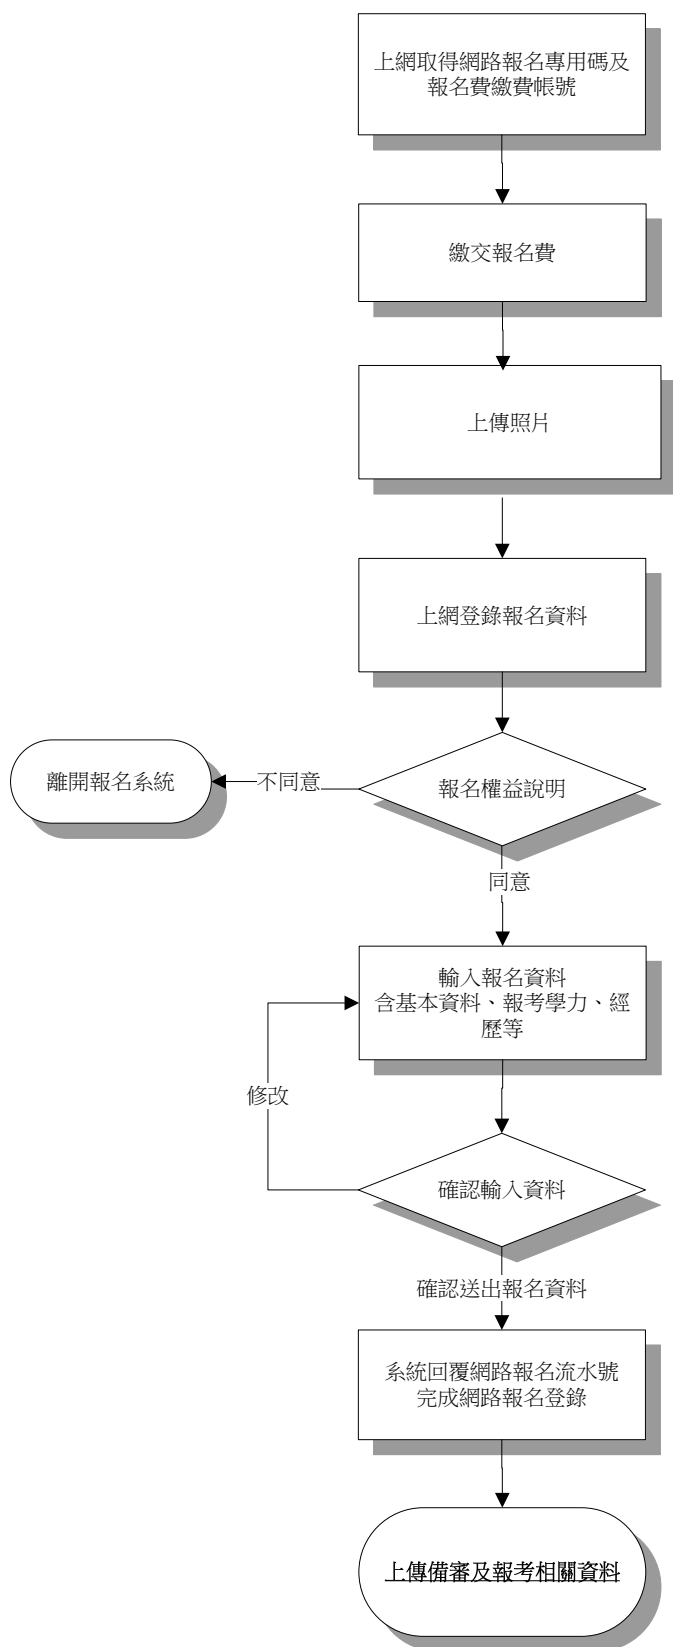 上網取得網路報名專用碼及
報名費繳費帳號
繳交報名費
上傳照片
上網登錄報名資料
離開報名系統
不同意
報名權益說明
同意
輸入報名資料
含基本資料、報考學力、經
歷等
修改
確認輸入資料
確認送出報名資料
系統回覆網路報名流水號
完成網路報名登錄
上傳備審及報考相關資料